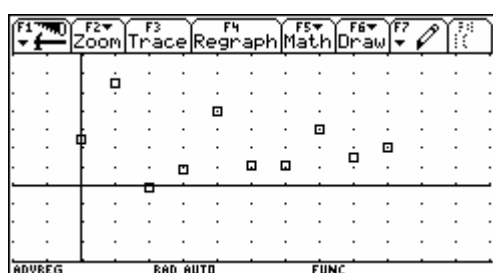 F1 F2 F3 F4 F5 F6 F7
Zoom Trace Regraph Math Draw
ADVREG RAD AUTO FUNC